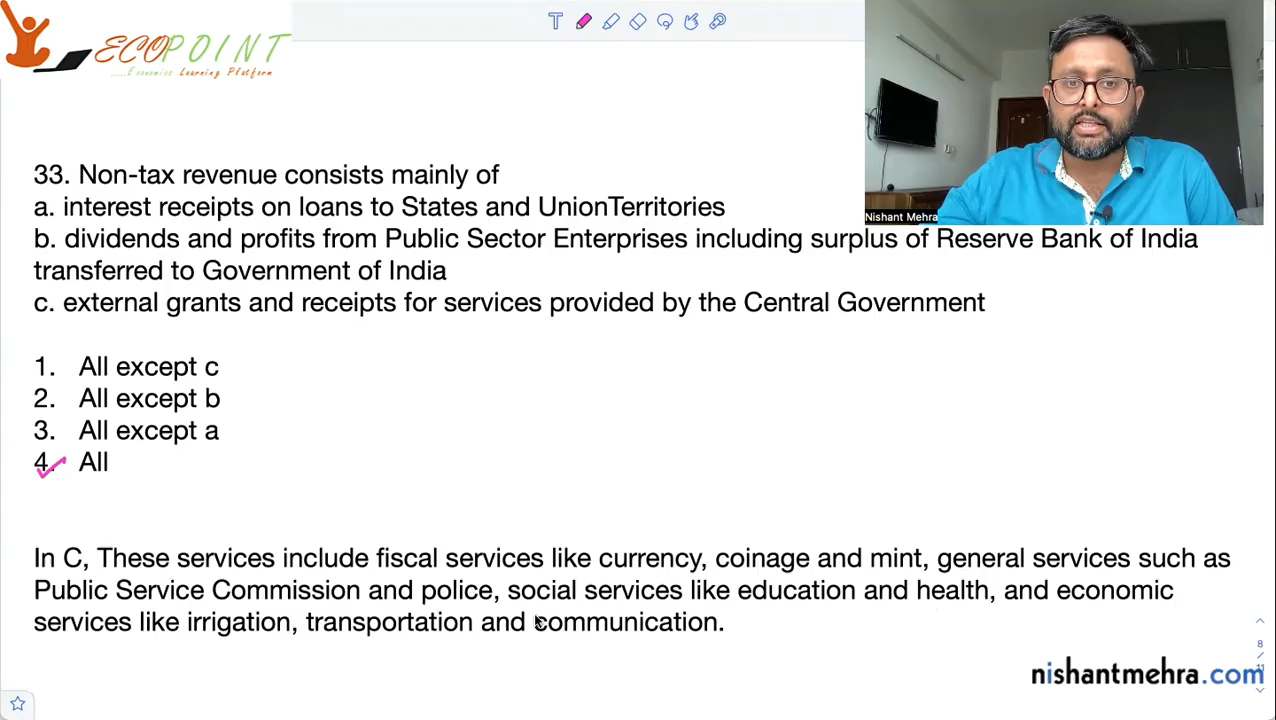 ECOPOINT
.....Economics Learning Platform
T
Nishant Mehra
33. Non-tax revenue consists mainly of
a. interest receipts on loans to States and UnionTerritories
b. dividends and profits from Public Sector Enterprises including surplus of Reserve Bank of India
transferred to Government of India
c. external grants and receipts for services provided by the Central Government
1. All except c
2. All except b
3. All except a
4. All
In C, These services include fiscal services like currency, coinage and mint, general services such as
Public Service Commission and police, social services like education and health, and economic
services like irrigation, transportation and communication.
8
/
11
nishantmehra.com